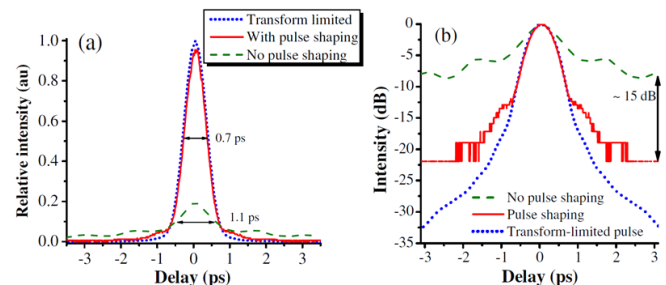 (a)
Transform limited
With pulse shaping
No pulse shaping
Relative intensity (au)
1.0
0.8
0.6
0.4
0.2
0.0
0.7 ps
1.1 ps
-3 -2 -1 0 1 2 3
Delay (ps)
(b)
Intensity (dB)
0
-5
-10
-15
-20
-25
-30
-35
~ 15 dB
No pulse shaping
Pulse shaping
Transform-limited pulse
-3 -2 -1 0 1 2 3
Delay (ps)